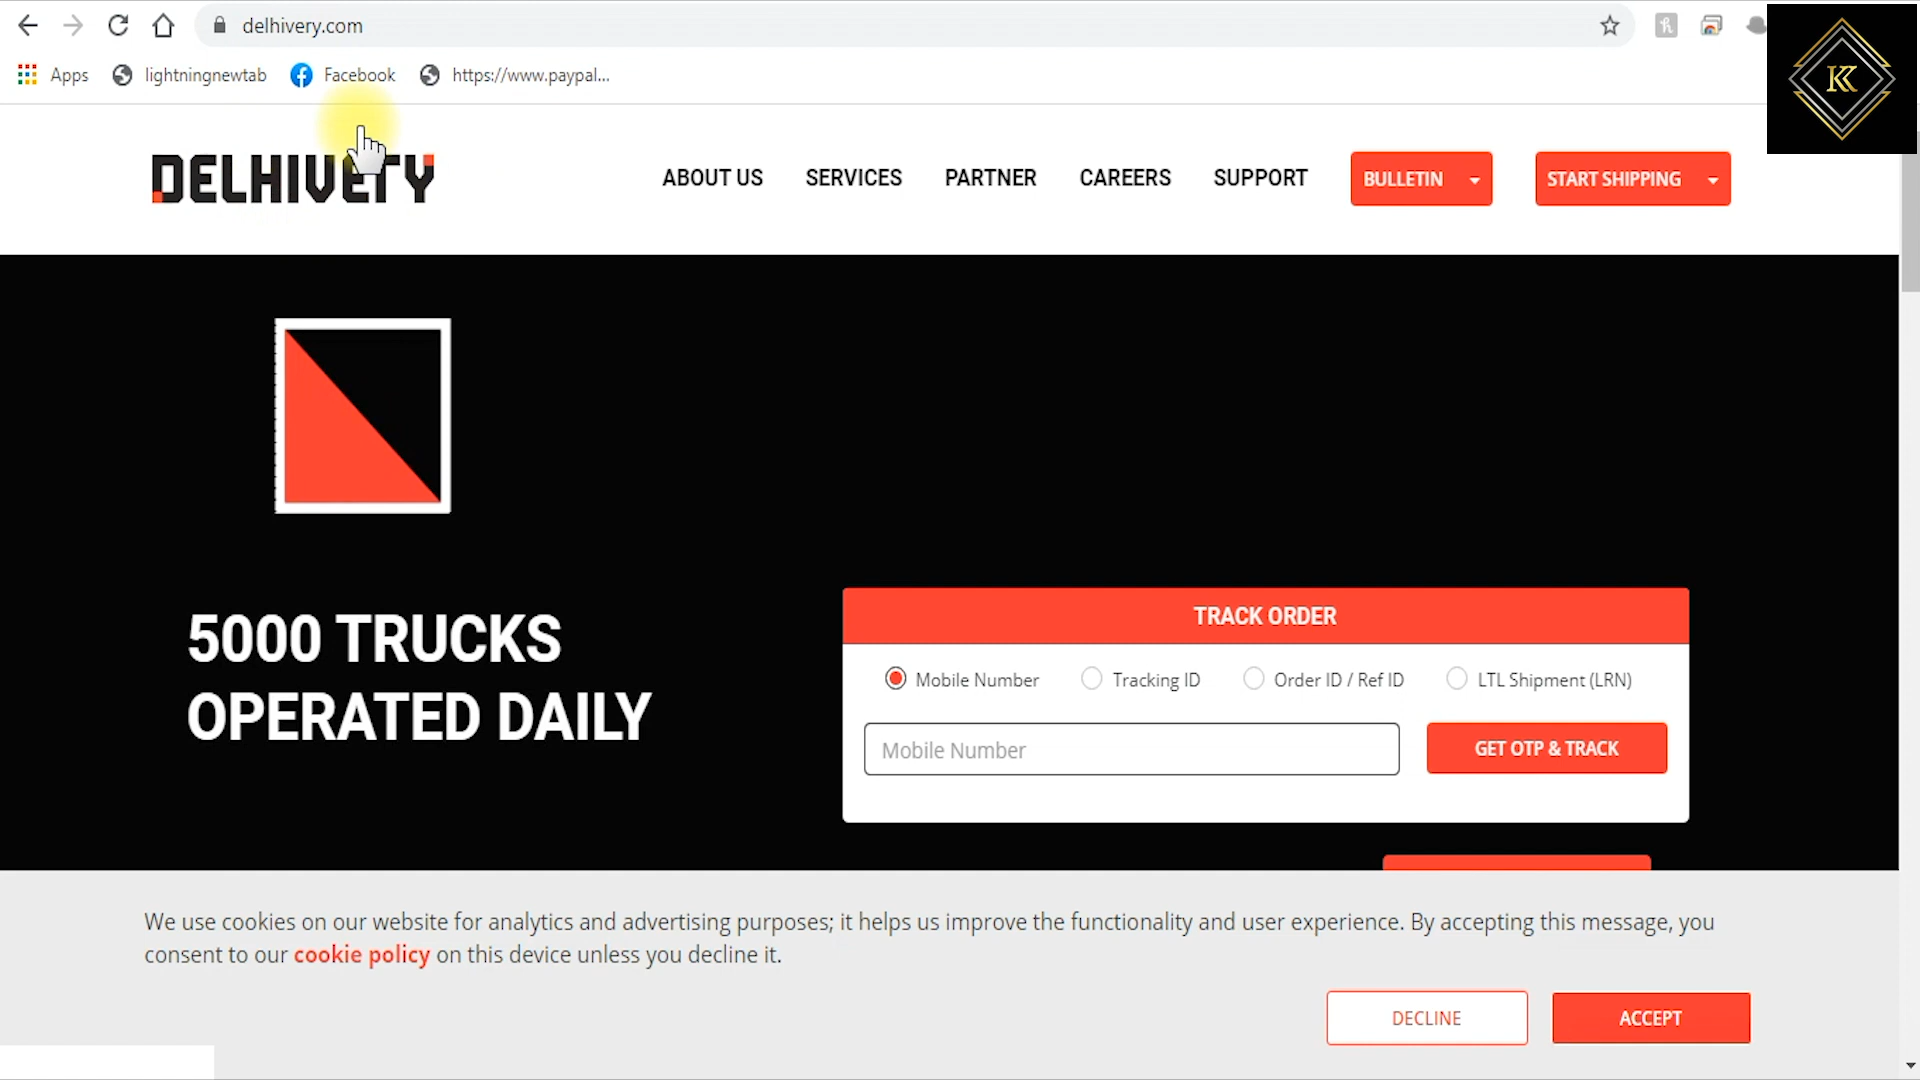 delhivery.com
Apps lightningnewtab Facebook https://www.paypal...
DELHIVERY
ABOUT US SERVICES PARTNER CAREERS SUPPORT BULLETIN START SHIPPING
KK
5000 TRUCKS
OPERATED DAILY
TRACK ORDER
Mobile Number Tracking ID Order ID / Ref ID LTL Shipment (LRN)
Mobile Number GET OTP & TRACK
We use cookies on our website for analytics and advertising purposes; it helps us improve the functionality and user experience. By accepting this message, you
consent to our cookie policy on this device unless you decline it.
DECLINE ACCEPT